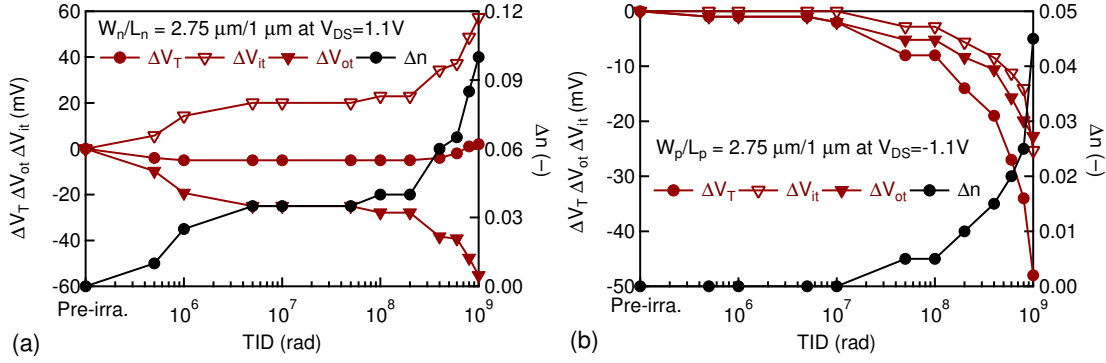 W_n/L_n = 2.75 μm/1 μm at V_DS=1.1V
ΔV_T ΔV_it ΔV_ot Δn
60
40
20
0
-20
-40
-60
ΔV_T ΔV_ot ΔV_it (mV)
0.12
0.09
0.06
0.03
0.00
Δn (-)
Pre-irra. 10^6 10^7 10^8 10^9
TID (rad)
(a)
W_p/L_p = 2.75 μm/1 μm at V_DS=-1.1V
ΔV_T ΔV_it ΔV_ot Δn
0
-10
-20
-30
-40
-50
ΔV_T ΔV_ot ΔV_it (mV)
0.05
0.04
0.03
0.02
0.01
0.00
Δn (-)
Pre-irra. 10^6 10^7 10^8 10^9
TID (rad)
(b)